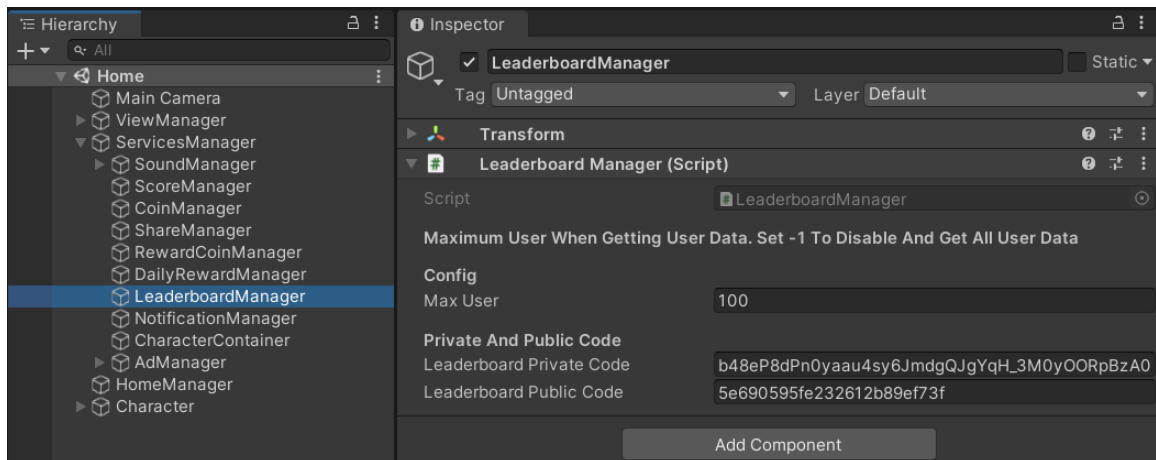 Hierarchy
All
Home
Main Camera
ViewManager
ServicesManager
SoundManager
ScoreManager
CoinManager
ShareManager
RewardCoinManager
DailyRewardManager
LeaderboardManager
NotificationManager
CharacterContainer
AdManager
HomeManager
Character
Inspector
LeaderboardManager Static
Tag Untagged Layer Default
Transform
Leaderboard Manager (Script)
Script LeaderboardManager
Maximum User When Getting User Data. Set -1 To Disable And Get All User Data
Config
Max User 100
Private And Public Code
Leaderboard Private Code b48eP8dPn0yaau4sy6JmdgQJgYqH_3M0yOORpBzA0
Leaderboard Public Code 5e690595fe232612b89ef73f
Add Component